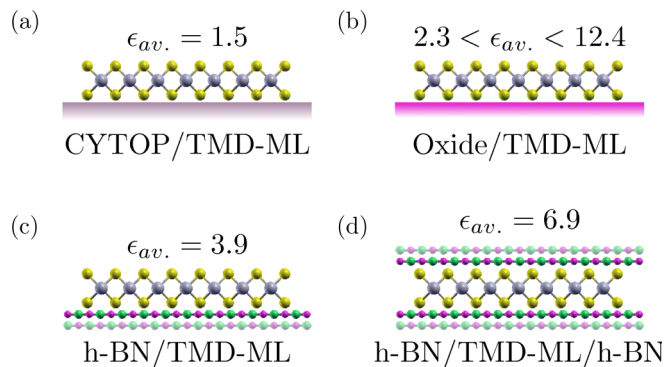 (a)
ϵav. = 1.5
CYTOP/TMD-ML
(b)
2.3 < ϵav. < 12.4
Oxide/TMD-ML
(c)
ϵav. = 3.9
h-BN/TMD-ML
(d)
ϵav. = 6.9
h-BN/TMD-ML/h-BN